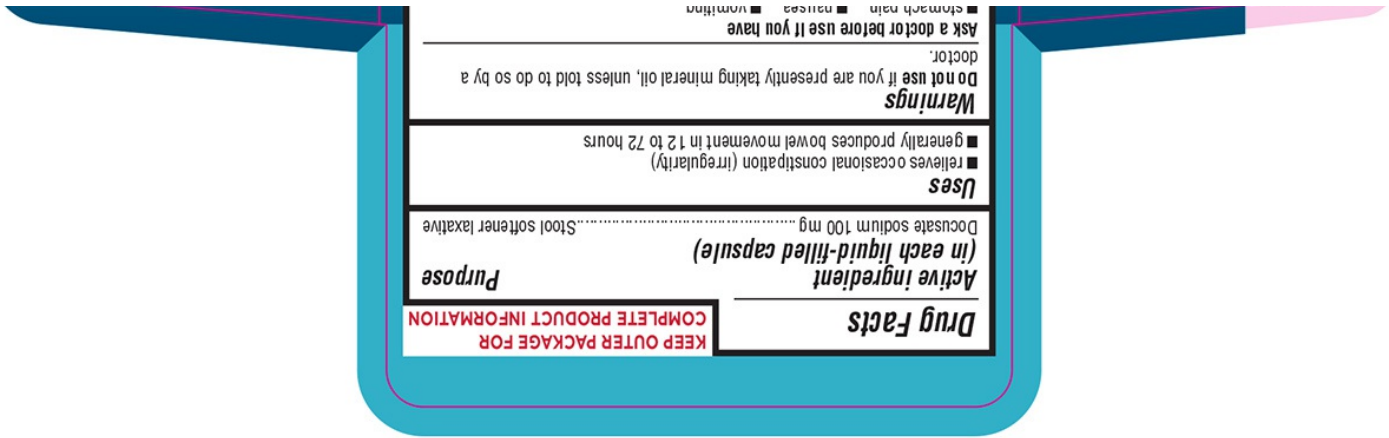 KEEP OUTER PACKAGE FOR
COMPLETE PRODUCT INFORMATION
Drug Facts
Active ingredient
(in each liquid-filled capsule)
Purpose
Docusate sodium 100 mg ........................................................Stool softener laxative
Uses
■ relieves occasional constipation (irregularity)
■ generally produces bowel movement in 12 to 72 hours
Warnings
Do not use if you are presently taking mineral oil, unless told to do so by a
doctor.
Ask a doctor before use if you have
■ stomach pain ■ nausea ■ vomiting